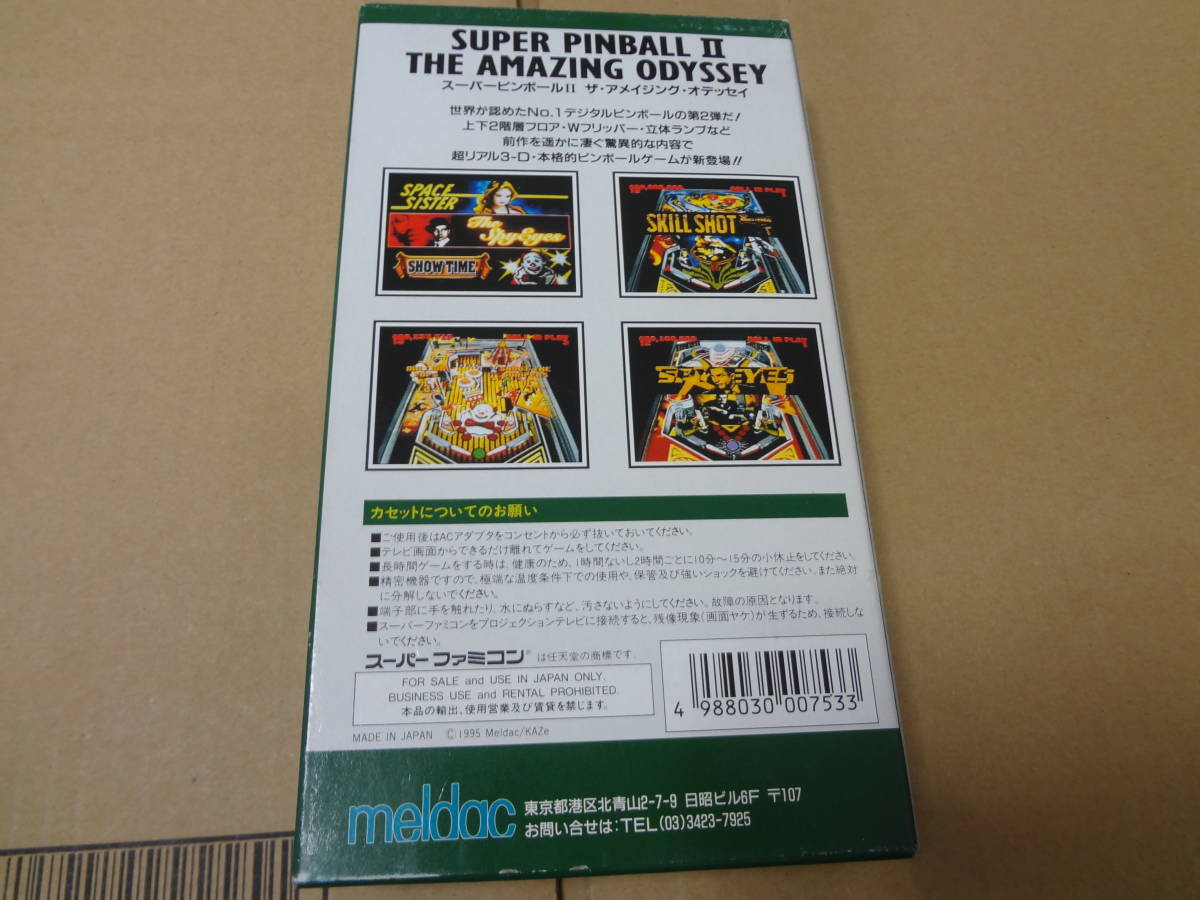 SUPER PINBALL II
THE AMAZING ODYSSEY
スーパーピンボールII ザ・アメイジング・オデッセイ
世界が認めたNo.1デジタルピンボールの第2弾だ!
上下2階層フロア・Wフリッパー・立体ランプなど
前作を遥かに凄ぐ驚異的な内容で
超リアル3-D・本格的ピンボールゲームが新登場!!
SPACE
SISTER
The
SpyEyes
SHOW TIME
BALL IN PLAY
SKILL SHOT
BALL IN PLAY
BALL IN PLAY
SPY EYES
カセットについてのお願い
■ご使用後はACアダプタをコンセントから必ず抜いておいてください。
■テレビ画面からできるだけ離れてゲームをしてください。
■長時間ゲームをする時は、健康のため、1時間ないし2時間ごとに10分〜15分の小休止をしてください。
■精密機器ですので、極端な温度条件下での使用や、保管及び強いショックを避けてください。また絶対
に分解しないでください。
■端子部に手を触れたり、水にぬらすなど、汚さないようにしてください。故障の原因となります。
■スーパーファミコンをプロジェクションテレビに接続すると、残像現象(画面ヤケ)が生ずるため、接続しな
いでください。
スーパーファミコン® は任天堂の商標です。
FOR SALE and USE IN JAPAN ONLY.
BUSINESS USE and RENTAL PROHIBITED.
本品の輸出、使用営業及び賃貸を禁じます。
4 988030 007533
MADE IN JAPAN ©1995 Meldac/KAZe
meldac
東京都港区北青山2-7-9 日昭ビル6F 〒107
お問い合せは:TEL(03)3423-7925